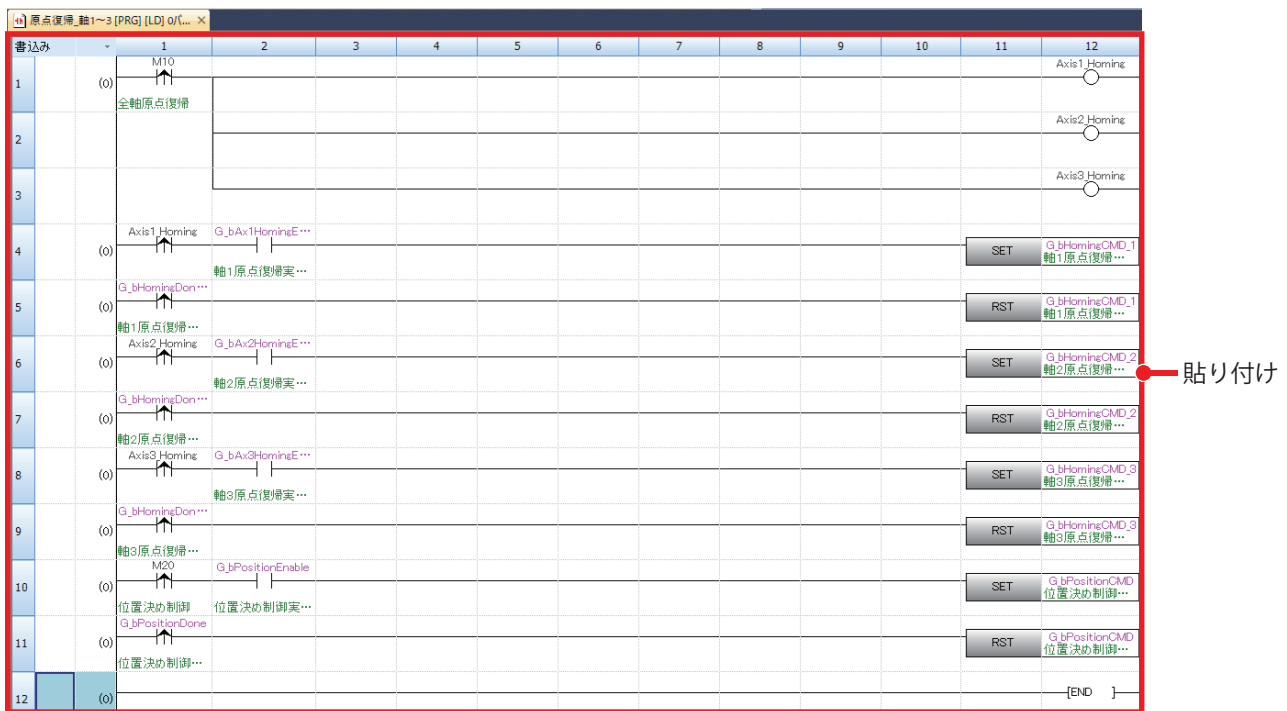 原点復帰_軸1～3 [PRG] [LD] 0パ... ×
書込み 1 2 3 4 5 6 7 8 9 10 11 12
M10 Axis1_Homing
1 (0)
全軸原点復帰
Axis2_Homing
2
Axis3_Homing
3
Axis1_Homing G_bAx1HomingE…
4 (0) SET G_bHomingCMD_1
軸1原点復帰実… 軸1原点復帰…
G_bHomingDon…
5 (0) RST G_bHomingCMD_1
軸1原点復帰… 軸1原点復帰…
Axis2_Homing G_bAx2HomingE…
6 (0) SET G_bHomingCMD_2
軸2原点復帰実… 軸2原点復帰…
貼り付け
G_bHomingDon…
7 (0) RST G_bHomingCMD_2
軸2原点復帰… 軸2原点復帰…
Axis3_Homing G_bAx3HomingE…
8 (0) SET G_bHomingCMD_3
軸3原点復帰実… 軸3原点復帰…
G_bHomingDon…
9 (0) RST G_bHomingCMD_3
軸3原点復帰… 軸3原点復帰…
M20 G_bPositionEnable
10 (0) SET G_bPositionCMD
位置決め制御 位置決め制御実… 位置決め制御…
G_bPositionDone
11 (0) RST G_bPositionCMD
位置決め制御… 位置決め制御…
12 (0) [END ]